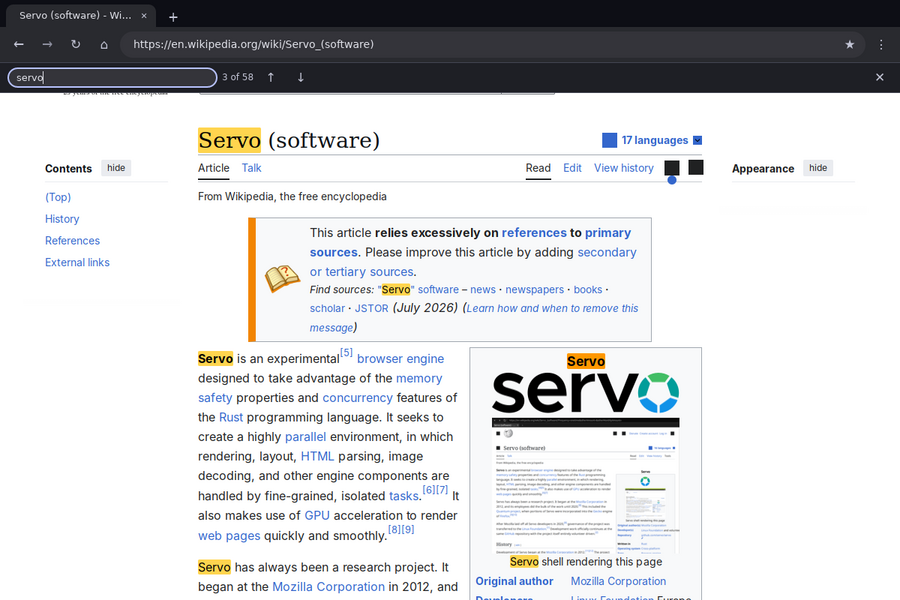 Servo (software) - Wi...
https://en.wikipedia.org/wiki/Servo_(software)
servo
3 of 58
Servo (software)
17 languages
Contents
hide
(Top)
History
References
External links
Article
Talk
Read
Edit
View history
Appearance
hide
From Wikipedia, the free encyclopedia
This article relies excessively on references to primary
sources. Please improve this article by adding secondary
or tertiary sources.
Find sources: "Servo" software – news · newspapers · books ·
scholar · JSTOR (July 2026) (Learn how and when to remove this
message)
Servo is an experimental[5] browser engine
designed to take advantage of the memory
safety properties and concurrency features of
the Rust programming language. It seeks to
create a highly parallel environment, in which
rendering, layout, HTML parsing, image
decoding, and other engine components are
handled by fine-grained, isolated tasks.[6][7] It
also makes use of GPU acceleration to render
web pages quickly and smoothly.[8][9]
Servo has always been a research project. It
began at the Mozilla Corporation in 2012, and
Servo
servo
Servo (software)
Servo shell rendering this page
Original author
Mozilla Corporation